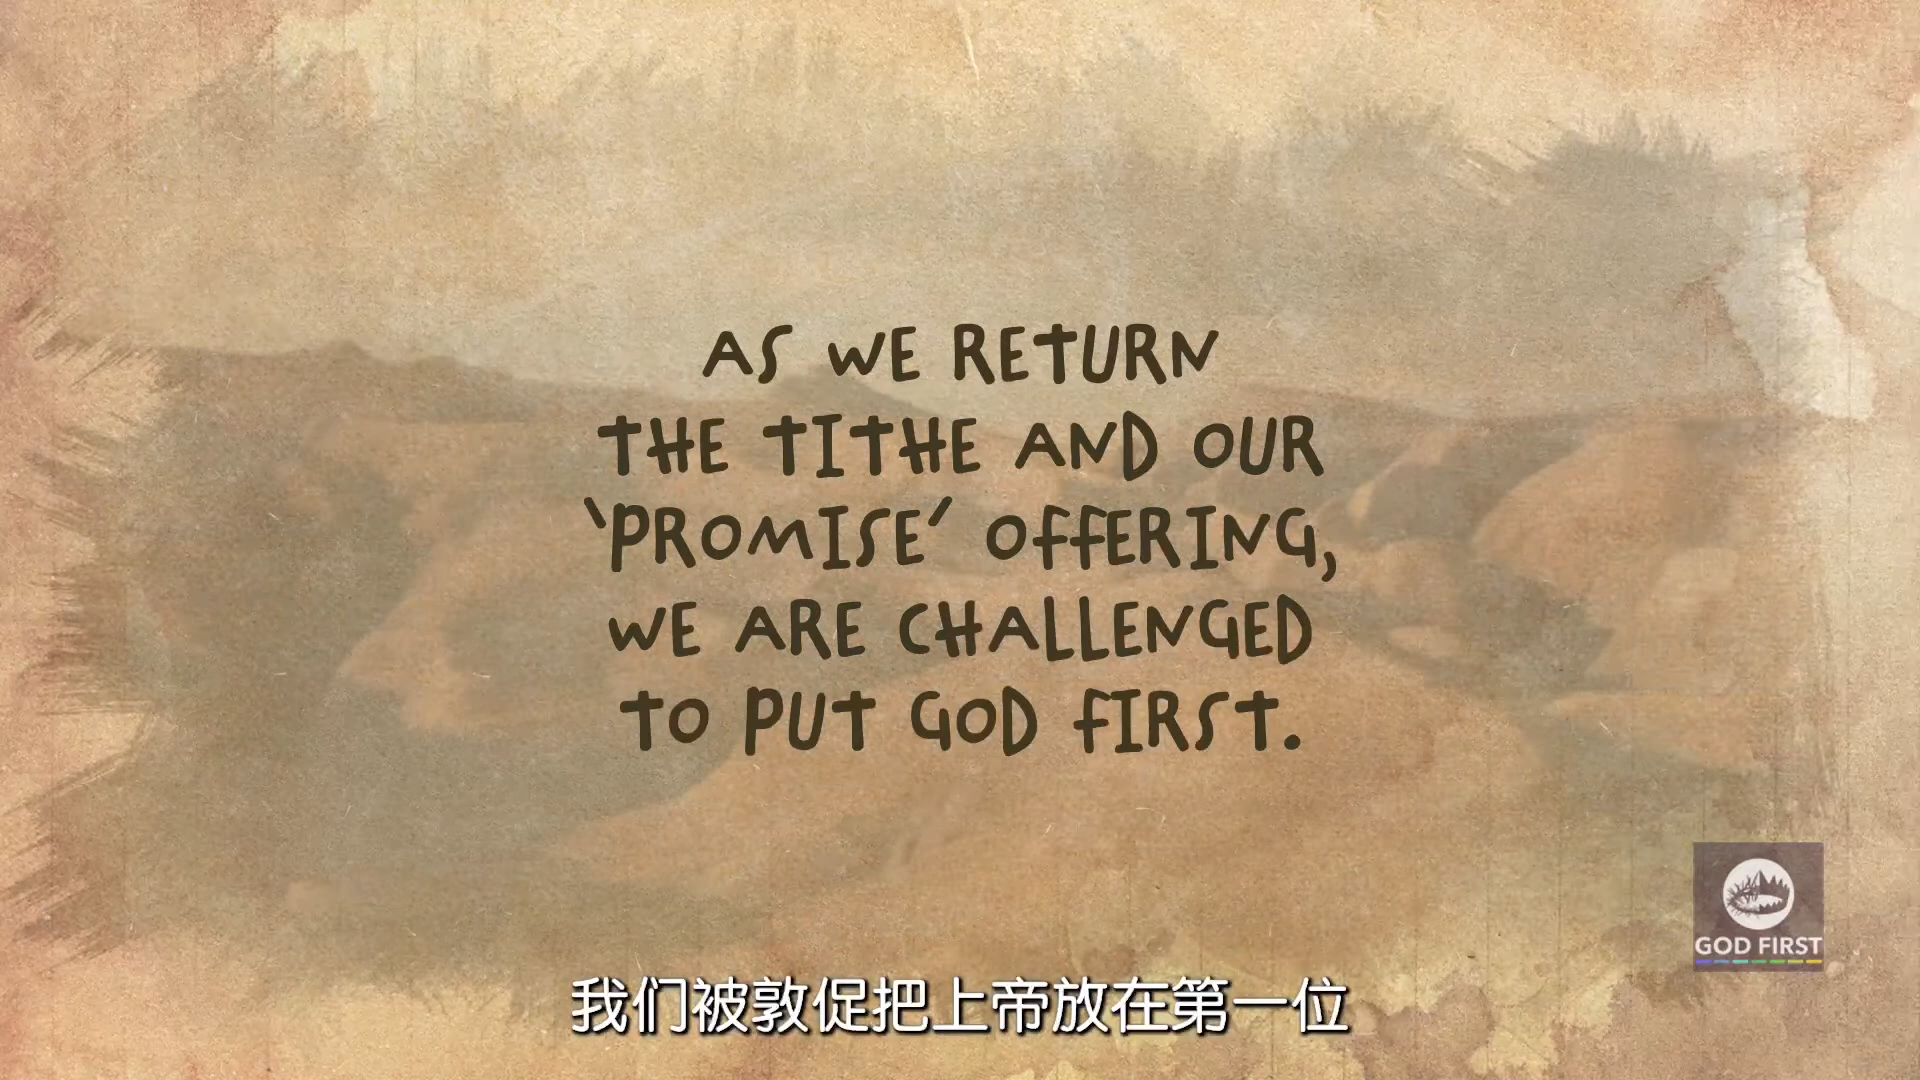 AS WE RETURN
THE TITHE AND OUR
‘PROMISE’ OFFERING,
WE ARE CHALLENGED
TO PUT GOD FIRST.
GOD FIRST
我们被敦促把上帝放在第一位